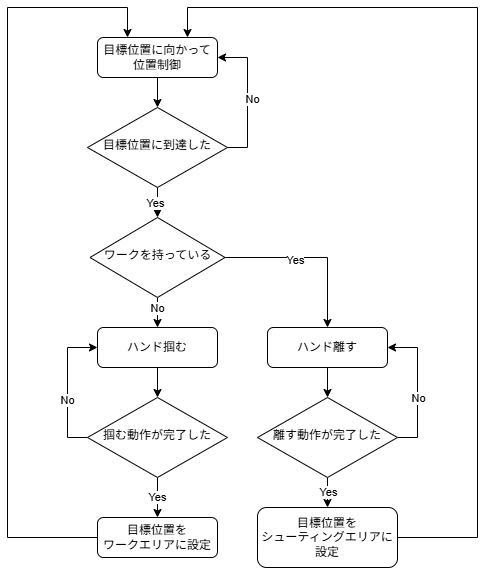 目標位置に向かって
位置制御
No
目標位置に到達した
Yes
ワークを持っている
Yes
No
ハンド掴む
ハンド離す
No
No
掴む動作が完了した
離す動作が完了した
Yes
Yes
目標位置を
ワークエリアに設定
目標位置を
シューティングエリアに
設定